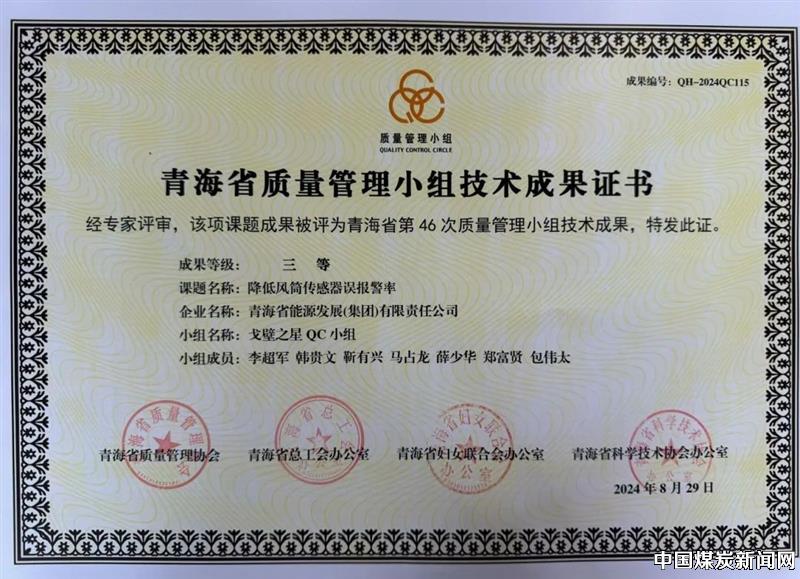 成果编号：QH-2024QC115
质量管理小组
QUALITY CONTROL CIRCLE
青海省质量管理小组技术成果证书
经专家评审，该项课题成果被评为青海省第 46 次质量管理小组技术成果，特发此证。
成果等级： 三 等
课题名称：降低风筒传感器误报警率
企业名称：青海省能源发展(集团)有限责任公司
小组名称：戈壁之星 QC 小组
小组成员：李超军 韩贵文 靳有兴 马占龙 薛少华 郑富贤 包伟太
青海省质量管理协会 青海省总工会办公室 青海省妇女联合会办公室 青海省科学技术协会办公室
2024 年 8 月 29 日
中国煤炭新闻网